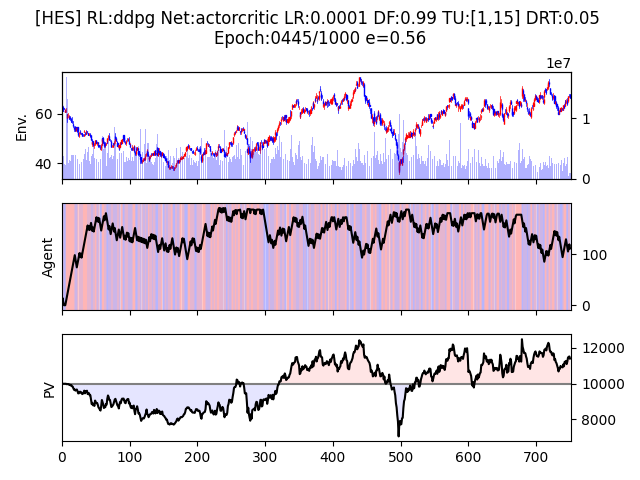 [HES] RL:ddpg Net:actorcritic LR:0.0001 DF:0.99 TU:[1,15] DRT:0.05
Epoch:0445/1000 e=0.56
1e7
Env.
60
40
1
0
Agent
100
0
PV
12000
10000
8000
0 100 200 300 400 500 600 700